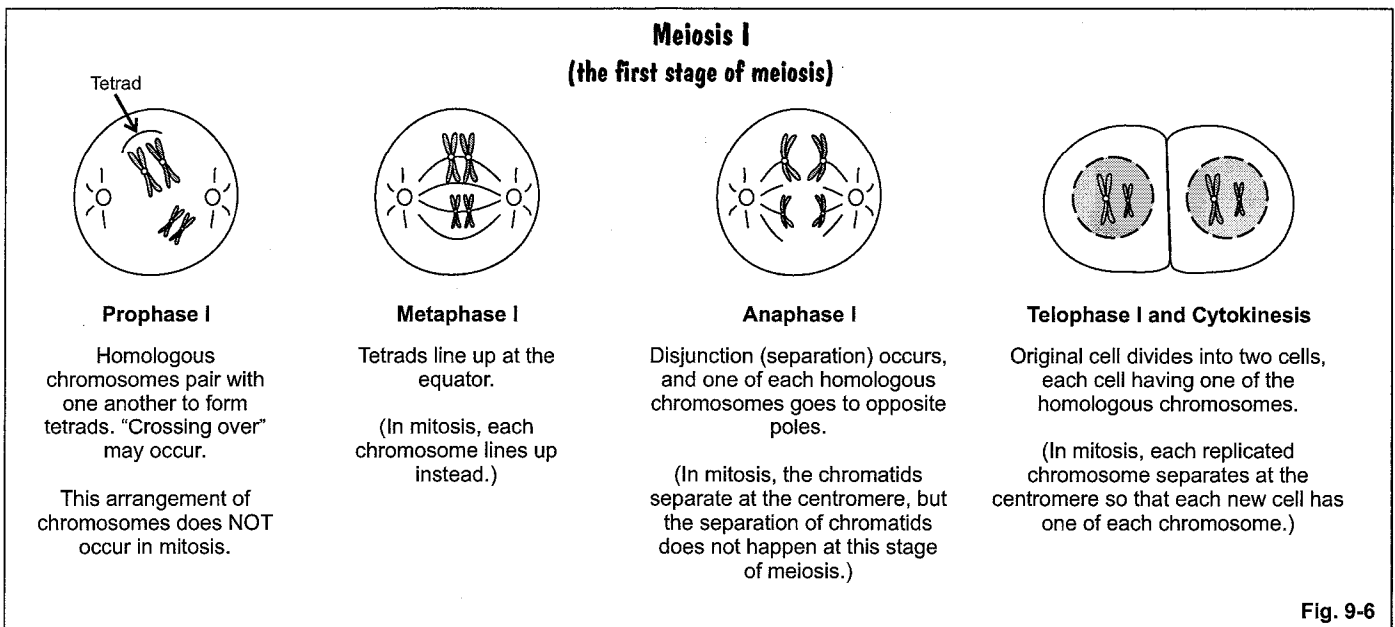 Meiosis I
(the first stage of meiosis)
Tetrad
Prophase I
Homologous
chromosomes pair with
one another to form
tetrads. “Crossing over”
may occur.
This arrangement of
chromosomes does NOT
occur in mitosis.
Metaphase I
Tetrads line up at the
equator.
(In mitosis, each
chromosome lines up
instead.)
Anaphase I
Disjunction (separation) occurs,
and one of each homologous
chromosomes goes to opposite
poles.
(In mitosis, the chromatids
separate at the centromere, but
the separation of chromatids
does not happen at this stage
of meiosis.)
Telophase I and Cytokinesis
Original cell divides into two cells,
each cell having one of the
homologous chromosomes.
(In mitosis, each replicated
chromosome separates at the
centromere so that each new cell has
one of each chromosome.)
Fig. 9-6